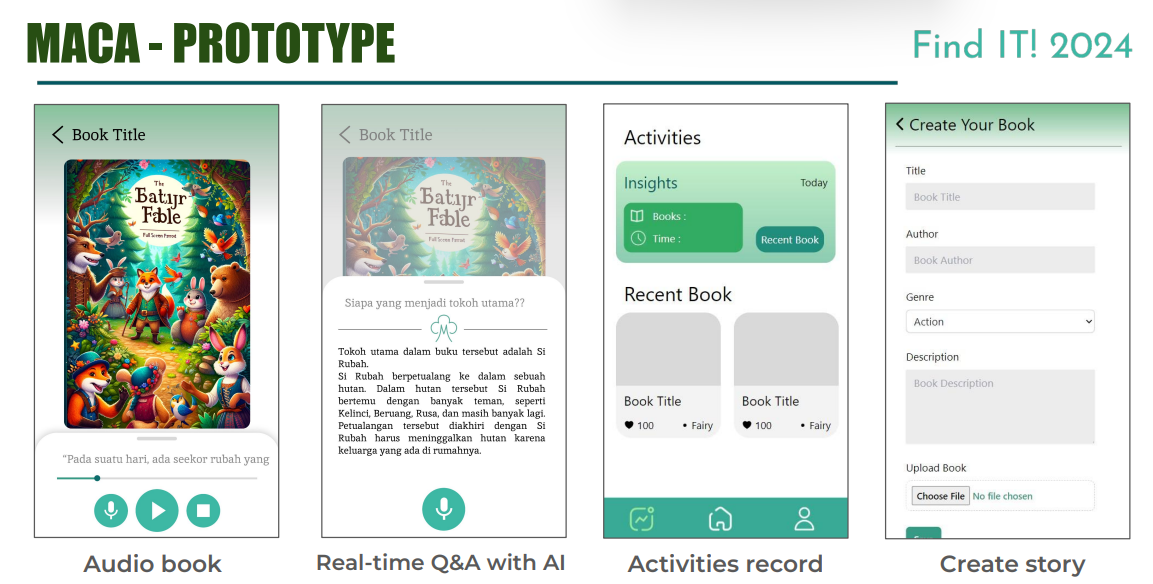 MACA - PROTOTYPE
Find IT! 2024
Book Title
The
Batyr
Fable
Full Screen Forest
"Pada suatu hari, ada seekor rubah yang
Audio book
Book Title
The
Batyr
Fable
Full Screen Forest
Siapa yang menjadi tokoh utama??
M
Tokoh utama dalam buku tersebut adalah Si
Rubah.
Si Rubah berpetualang ke dalam sebuah
hutan. Dalam hutan tersebut Si Rubah
bertemu dengan banyak teman, seperti
Kelinci, Beruang, Rusa, dan masih banyak lagi.
Petualangan tersebut diakhiri dengan Si
Rubah harus meninggalkan hutan karena
keluarga yang ada di rumahnya.
Real-time Q&A with AI
Activities
Insights
Today
Books :
Time :
Recent Book
Recent Book
Book Title
100 • Fairy
Book Title
100 • Fairy
Activities record
Create Your Book
Title
Book Title
Author
Book Author
Genre
Action
Description
Book Description
Upload Book
Choose File No file chosen
Create story